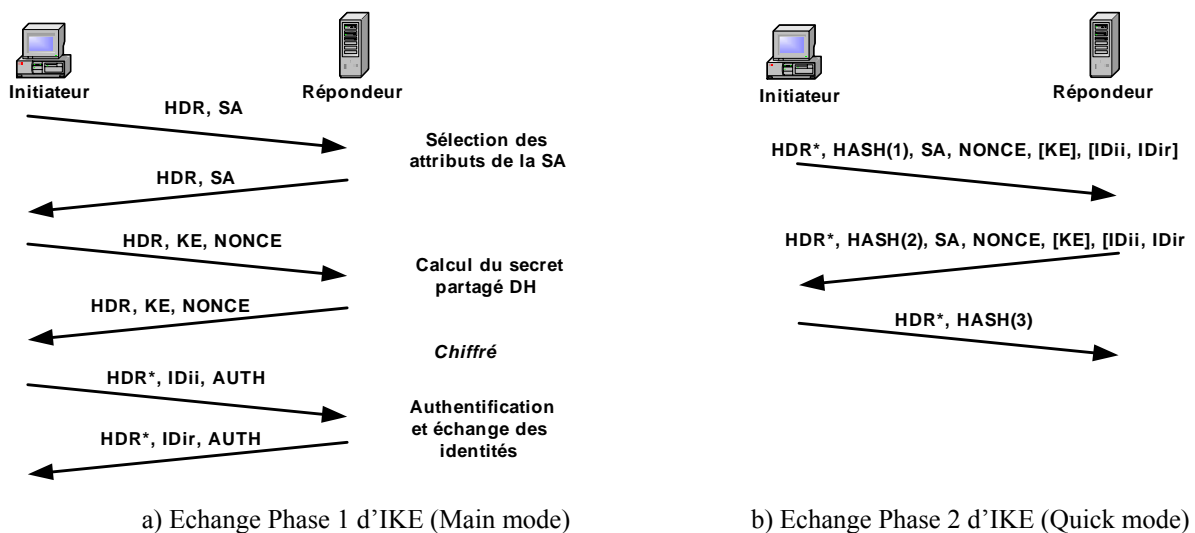 Initiateur
Répondeur
HDR, SA
Sélection des
attributs de la SA
HDR, SA
HDR, KE, NONCE
Calcul du secret
partagé DH
HDR, KE, NONCE
Chiffré
HDR*, IDii, AUTH
Authentification
et échange des
identités
HDR*, IDir, AUTH
a) Echange Phase 1 d'IKE (Main mode)
Initiateur
Répondeur
HDR*, HASH(1), SA, NONCE, [KE], [IDii, IDir]
HDR*, HASH(2), SA, NONCE, [KE], [IDii, IDir
HDR*, HASH(3)
b) Echange Phase 2 d'IKE (Quick mode)